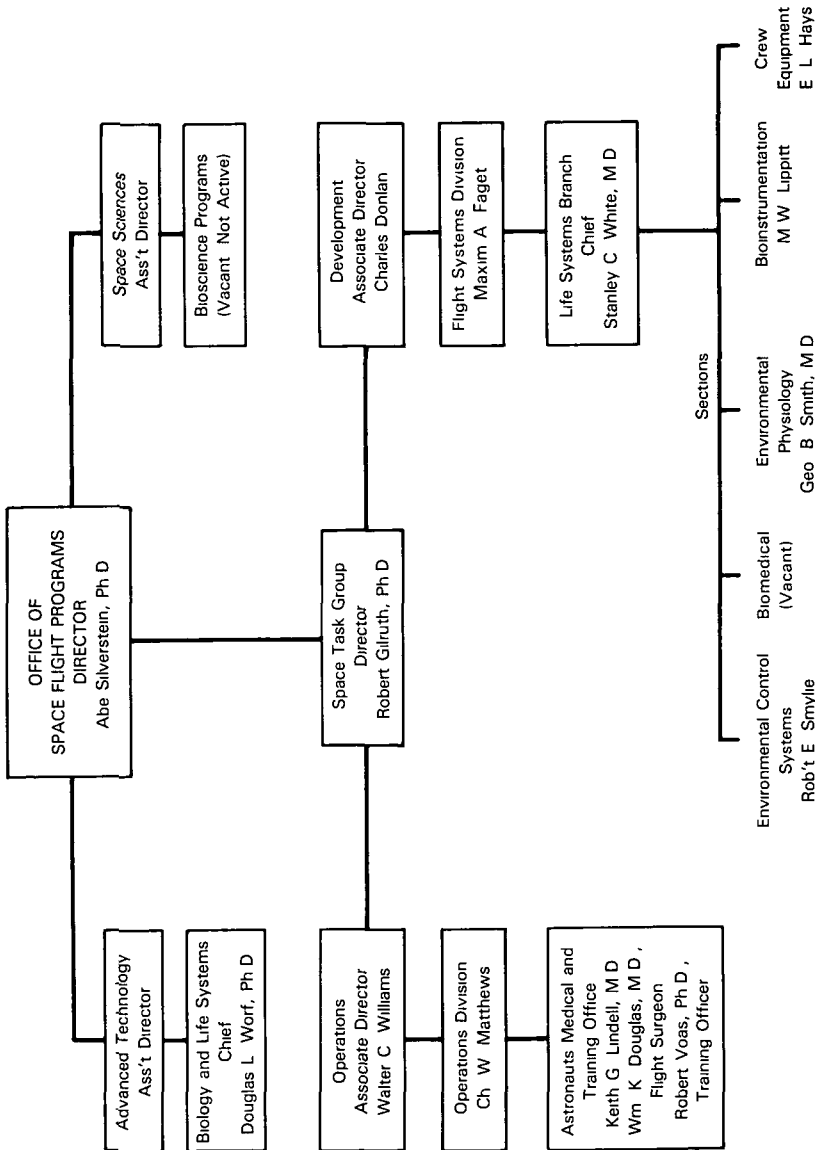 OFFICE OF
SPACE FLIGHT PROGRAMS
DIRECTOR
Abe Silverstein, Ph D
Advanced Technology
Ass't Director
Biology and Life Systems
Chief
Douglas L Worf, Ph D
Space Sciences
Ass't Director
Bioscience Programs
(Vacant Not Active)
Space Task Group
Director
Robert Gilruth, Ph D
Operations
Associate Director
Walter C Williams
Operations Division
Ch W Matthews
Astronauts Medical and
Training Office
Keith G Lindell, M D
Wm K Douglas, M D ,
Flight Surgeon
Robert Voas, Ph D ,
Training Officer
Development
Associate Director
Charles Donlan
Flight Systems Division
Maxim A Faget
Life Systems Branch
Chief
Stanley C White, M D
Sections
Environmental Control
Systems
Rob't E Smylie
Biomedical
(Vacant)
Environmental
Physiology
Geo B Smith, M D
Bioinstrumentation
M W Lippitt
Crew
Equipment
E L Hays